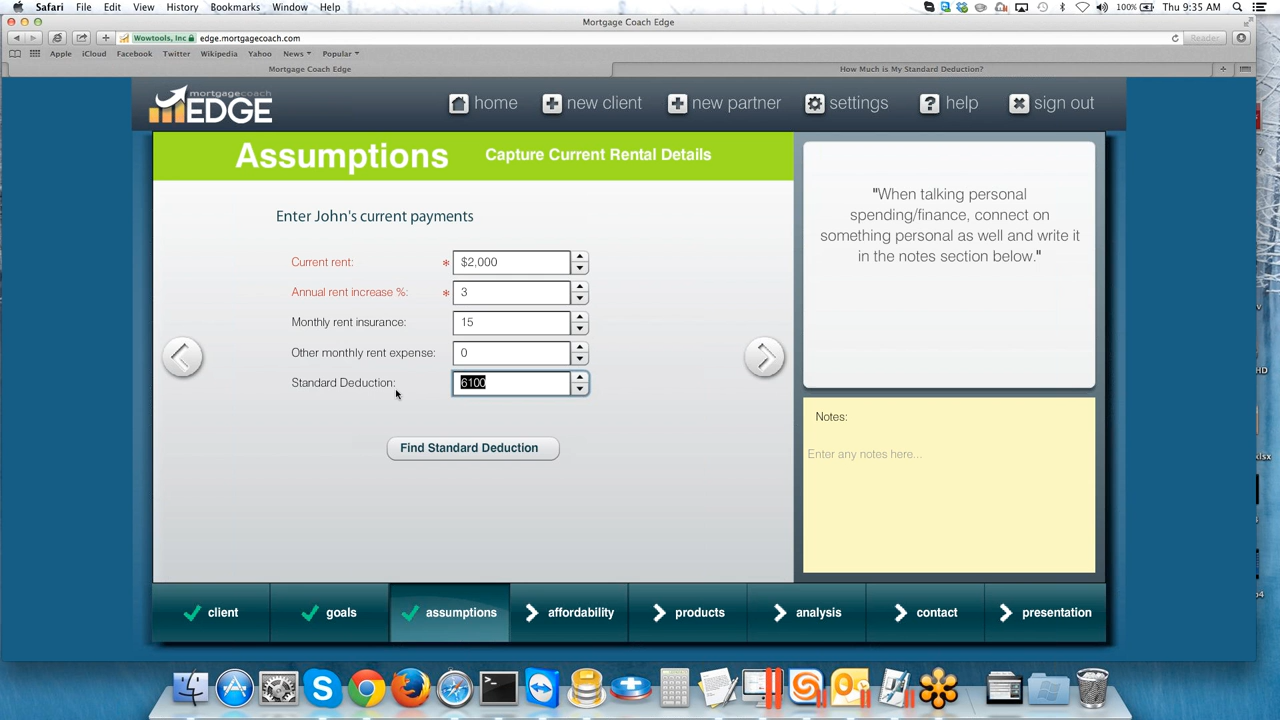 Safari File Edit View History Bookmarks Window Help
100% Thu 9:35 AM
Mortgage Coach Edge
Wowtools, Inc edge.mortgagecoach.com Reader
Apple iCloud Facebook Twitter Wikipedia Yahoo News Popular
Mortgage Coach Edge How Much is My Standard Deduction?
mortgagecoach
EDGE
home new client new partner settings help sign out
Assumptions Capture Current Rental Details
Enter John's current payments
Current rent: * $2,000
Annual rent increase %: * 3
Monthly rent insurance: 15
Other monthly rent expense: 0
Standard Deduction: 6100
Find Standard Deduction
"When talking personal
spending/finance, connect on
something personal as well and write it
in the notes section below."
Notes:
Enter any notes here...
client goals assumptions affordability products analysis contact presentation